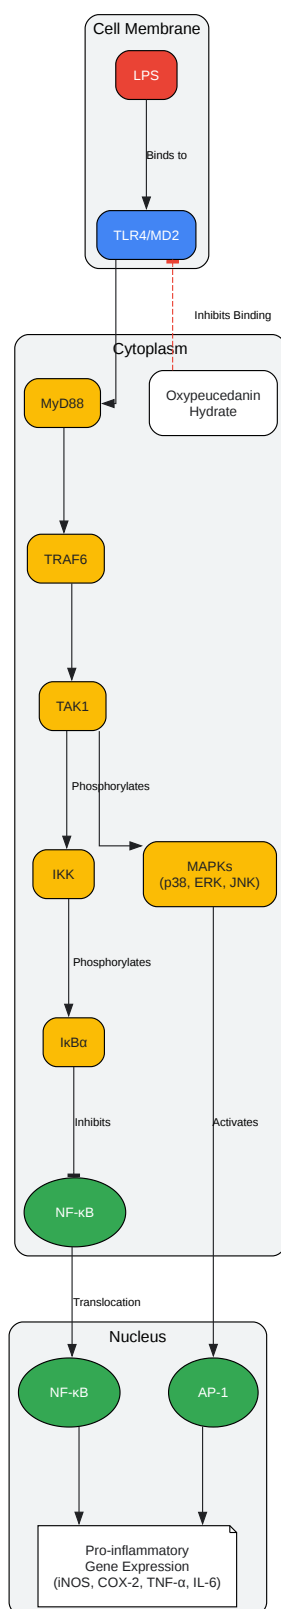 Cell Membrane
LPS
Binds to
TLR4/MD2
Inhibits Binding
Cytoplasm
Oxypeucedanin
Hydrate
MyD88
TRAF6
TAK1
Phosphorylates
IKK
MAPKs
(p38, ERK, JNK)
Phosphorylates
IκBα
Inhibits
Activates
NF-κB
Translocation
Nucleus
NF-κB
AP-1
Pro-inflammatory
Gene Expression
(iNOS, COX-2, TNF-α, IL-6)